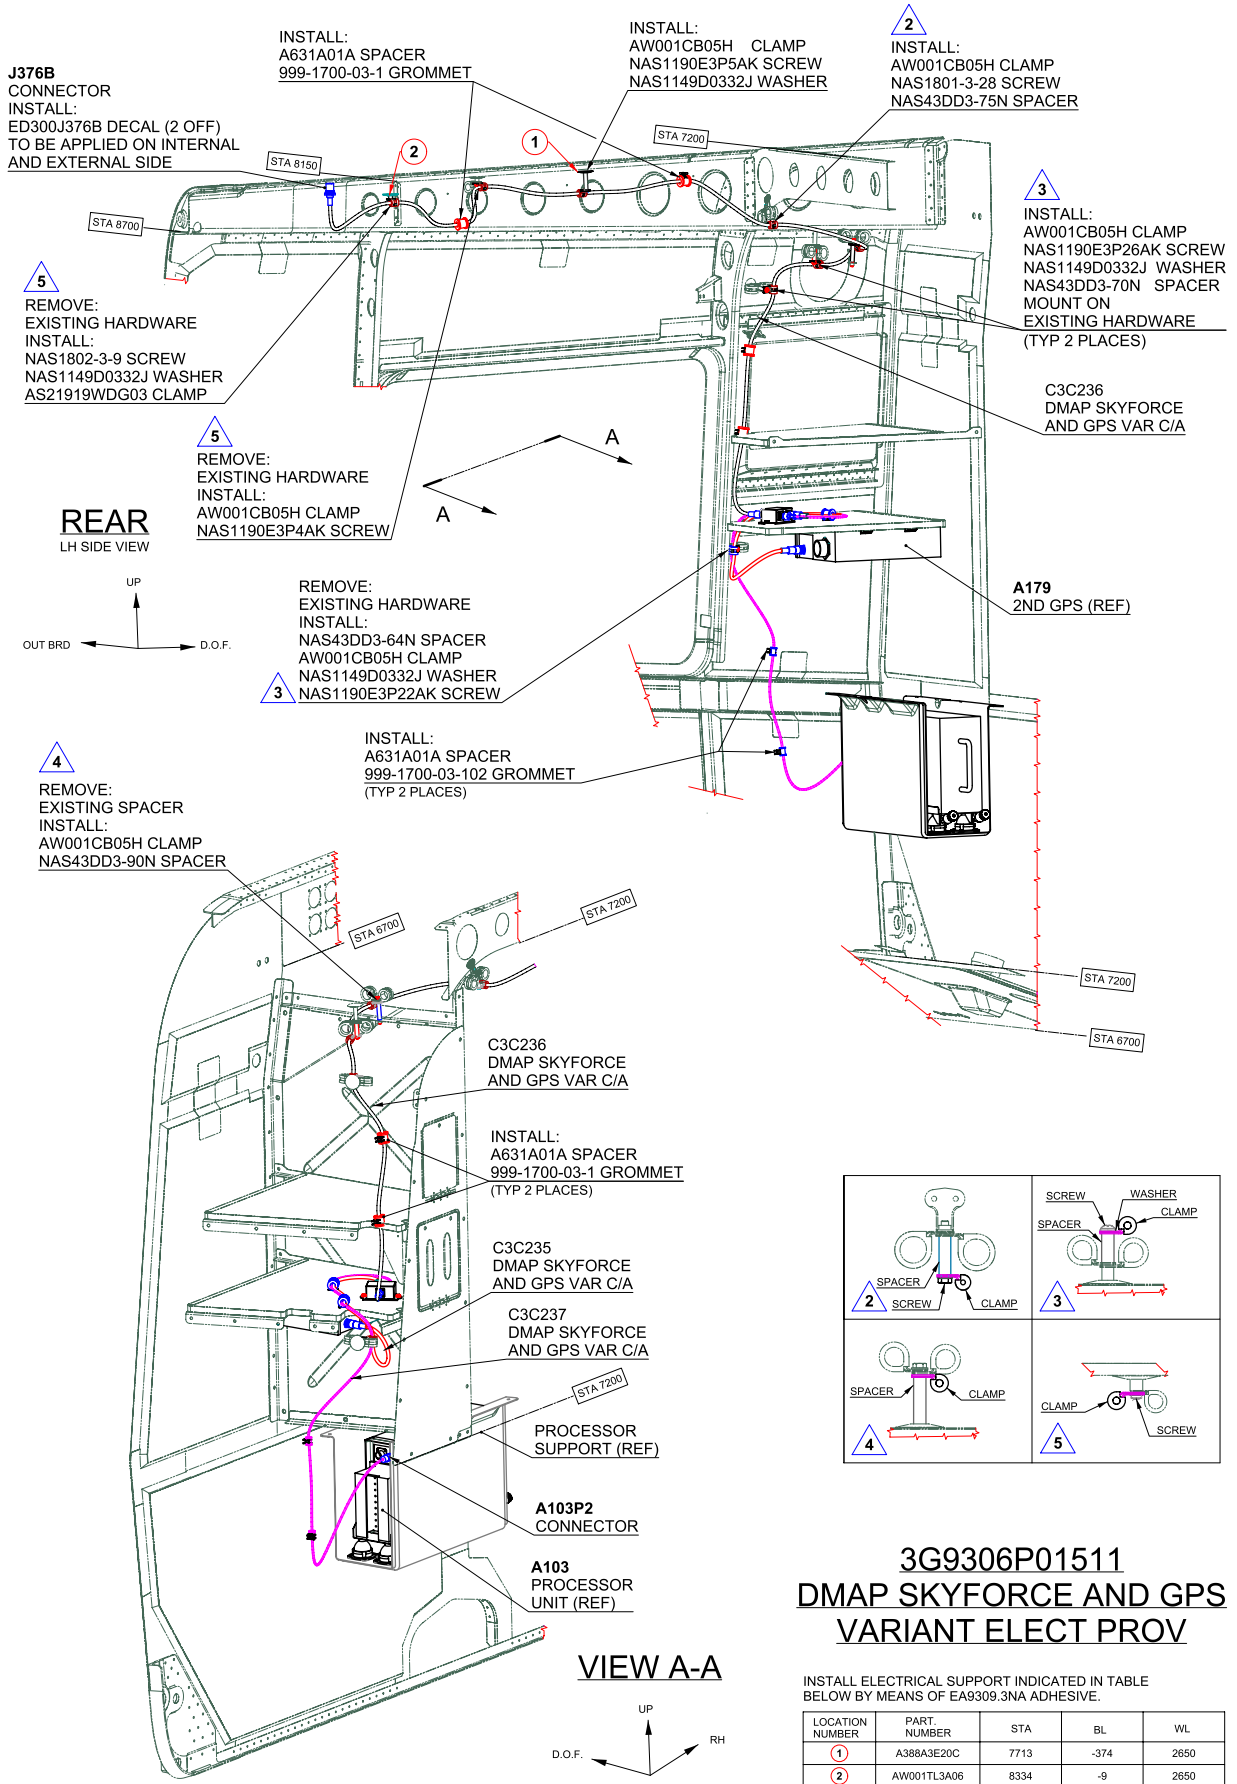 INSTALL:
A631A01A SPACER
999-1700-03-1 GROMMET
INSTALL:
AW001CB05H CLAMP
NAS1190E3P5AK SCREW
NAS1149D0332J WASHER
2
INSTALL:
AW001CB05H CLAMP
NAS1801-3-28 SCREW
NAS43DD3-75N SPACER
J376B
CONNECTOR
INSTALL:
ED300J376B DECAL (2 OFF)
TO BE APPLIED ON INTERNAL
AND EXTERNAL SIDE
STA 8150
2
1
STA 7200
STA 8700
3
INSTALL:
AW001CB05H CLAMP
NAS1190E3P26AK SCREW
NAS1149D0332J WASHER
NAS43DD3-70N SPACER
MOUNT ON
EXISTING HARDWARE
(TYP 2 PLACES)
5
REMOVE:
EXISTING HARDWARE
INSTALL:
NAS1802-3-9 SCREW
NAS1149D0332J WASHER
AS21919WDG03 CLAMP
C3C236
DMAP SKYFORCE
AND GPS VAR C/A
5
REMOVE:
EXISTING HARDWARE
INSTALL:
AW001CB05H CLAMP
NAS1190E3P4AK SCREW
A
A
REAR
LH SIDE VIEW
UP
OUT BRD
D.O.F.
A179
2ND GPS (REF)
REMOVE:
EXISTING HARDWARE
INSTALL:
NAS43DD3-64N SPACER
AW001CB05H CLAMP
NAS1149D0332J WASHER
3 NAS1190E3P22AK SCREW
INSTALL:
A631A01A SPACER
999-1700-03-102 GROMMET
(TYP 2 PLACES)
4
REMOVE:
EXISTING SPACER
INSTALL:
AW001CB05H CLAMP
NAS43DD3-90N SPACER
STA 6700
STA 7200
STA 7200
STA 6700
C3C236
DMAP SKYFORCE
AND GPS VAR C/A
INSTALL:
A631A01A SPACER
999-1700-03-1 GROMMET
(TYP 2 PLACES)
C3C235
DMAP SKYFORCE
AND GPS VAR C/A
C3C237
DMAP SKYFORCE
AND GPS VAR C/A
STA 7200
PROCESSOR
SUPPORT (REF)
A103P2
CONNECTOR
A103
PROCESSOR
UNIT (REF)
SPACER
SCREW
CLAMP
2
SCREW
WASHER
SPACER
CLAMP
3
SPACER
CLAMP
4
CLAMP
SCREW
5
3G9306P01511
DMAP SKYFORCE AND GPS
VARIANT ELECT PROV
VIEW A-A
UP
D.O.F.
RH
INSTALL ELECTRICAL SUPPORT INDICATED IN TABLE
BELOW BY MEANS OF EA9309.3NA ADHESIVE.
LOCATION NUMBER PART. NUMBER STA BL WL
1 A388A3E20C 7713 -374 2650
2 AW001TL3A06 8334 -9 2650